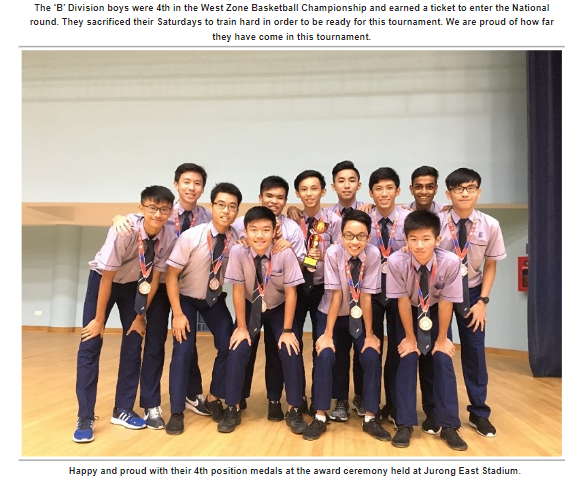 The 'B' Division boys were 4th in the West Zone Basketball Championship and earned a ticket to enter the National
round. They sacrificed their Saturdays to train hard in order to be ready for this tournament. We are proud of how far
they have come in this tournament.
Happy and proud with their 4th position medals at the award ceremony held at Jurong East Stadium.